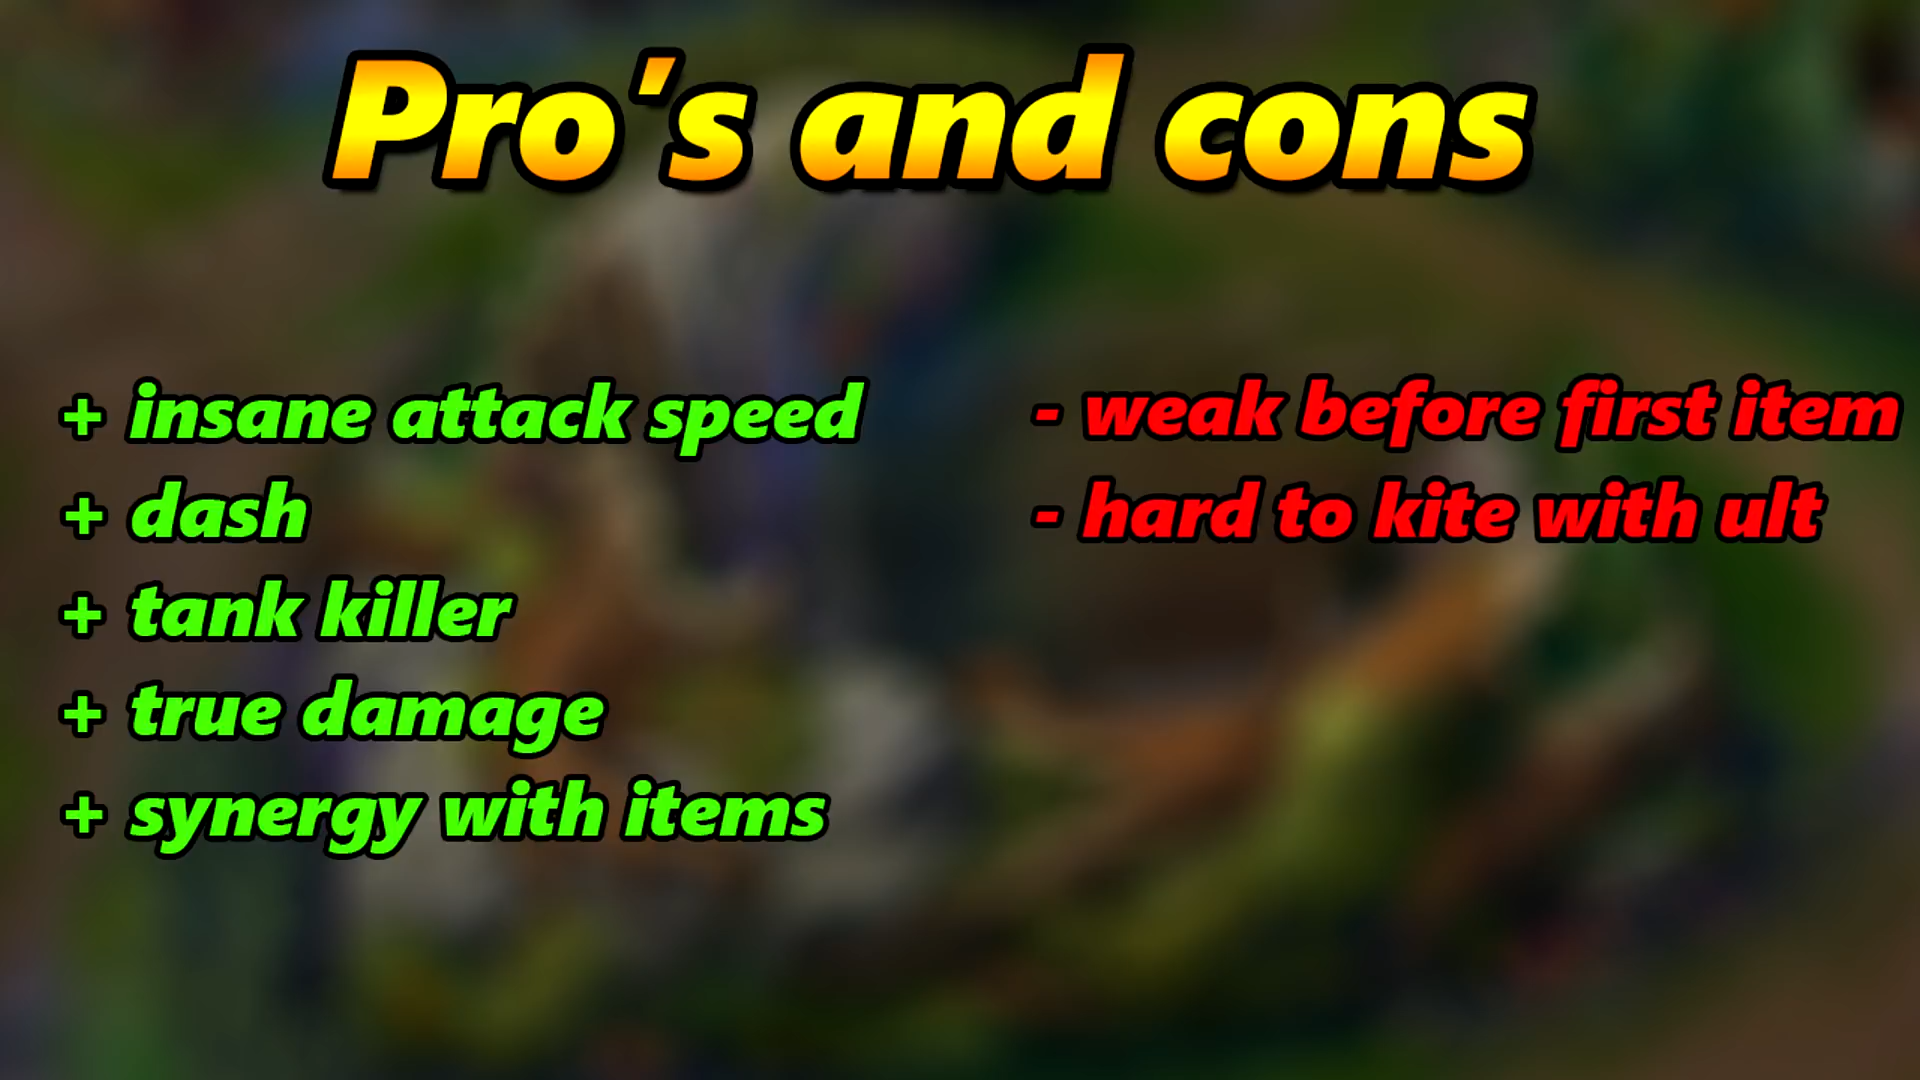 Pro's and cons
+ insane attack speed
+ dash
+ tank killer
+ true damage
+ synergy with items
- weak before first item
- hard to kite with ult